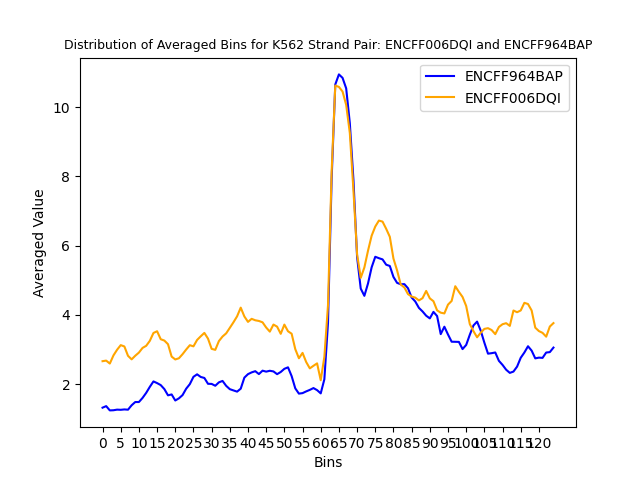 Distribution of Averaged Bins for K562 Strand Pair: ENCFF006DQI and ENCFF964BAP
ENCFF964BAP
ENCFF006DQI
Averaged Value
10
8
6
4
2
0 5 10 15 20 25 30 35 40 45 50 55 60 65 70 75 80 85 90 95 100 105 110 115 120
Bins